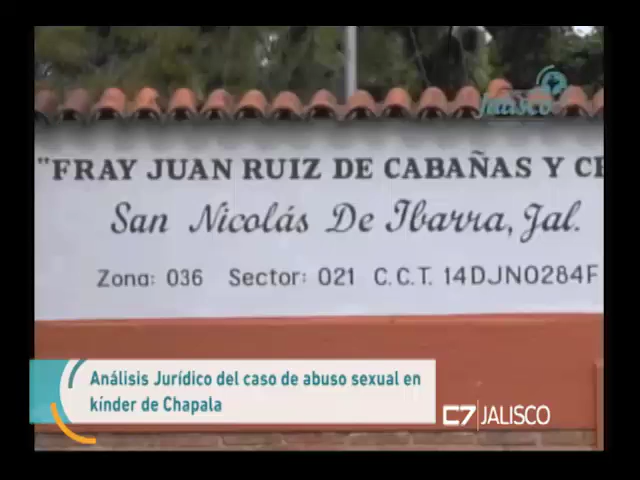 Jalisco
"FRAY JUAN RUIZ DE CABAÑAS Y
San Nicolás De Ibarra, Jal.
Zona: 036 Sector: 021 C.C.T. 14DJN0284F
Análisis Jurídico del caso de abuso sexual en
kínder de Chapala
C7 JALISCO